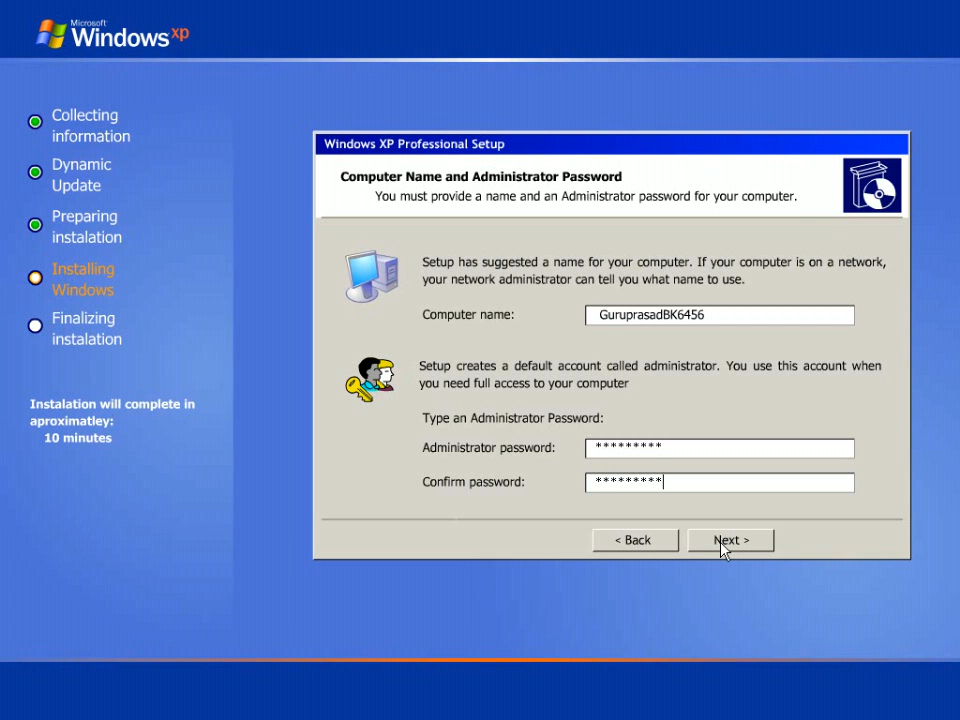 Microsoft
Windows xp
Collecting
information
Dynamic
Update
Preparing
instalation
Installing
Windows
Finalizing
instalation
Instalation will complete in
aproximatley:
10 minutes
Windows XP Professional Setup
Computer Name and Administrator Password
You must provide a name and an Administrator password for your computer.
Setup has suggested a name for your computer. If your computer is on a network,
your network administrator can tell you what name to use.
Computer name: GuruprasadBK6456
Setup creates a default account called administrator. You use this account when
you need full access to your computer
Type an Administrator Password:
Administrator password: *********
Confirm password: *********
< Back Next >